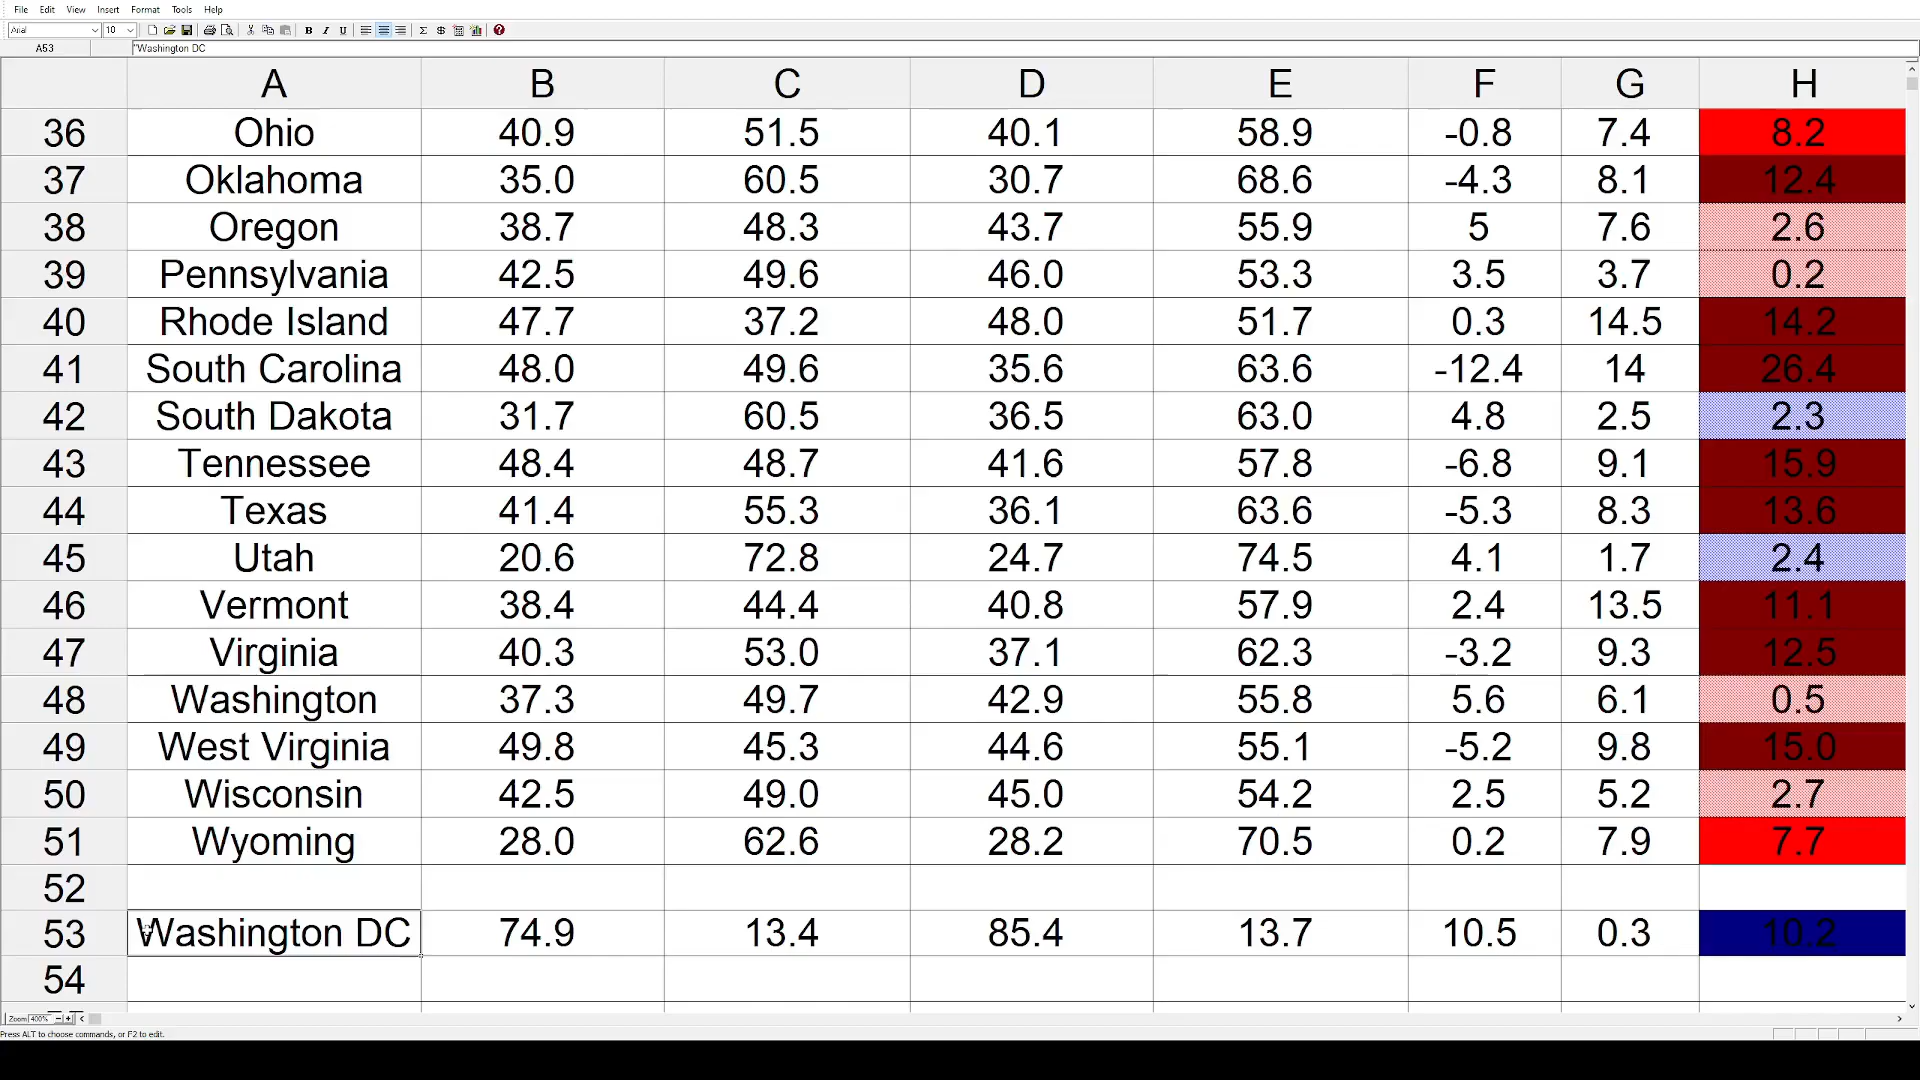 File Edit View Insert Format Tools Help
Arial 10 B I U Σ $ ?
A53 "Washington DC
A B C D E F G H
36 Ohio 40.9 51.5 40.1 58.9 -0.8 7.4 8.2
37 Oklahoma 35.0 60.5 30.7 68.6 -4.3 8.1 12.4
38 Oregon 38.7 48.3 43.7 55.9 5 7.6 2.6
39 Pennsylvania 42.5 49.6 46.0 53.3 3.5 3.7 0.2
40 Rhode Island 47.7 37.2 48.0 51.7 0.3 14.5 14.2
41 South Carolina 48.0 49.6 35.6 63.6 -12.4 14 26.4
42 South Dakota 31.7 60.5 36.5 63.0 4.8 2.5 2.3
43 Tennessee 48.4 48.7 41.6 57.8 -6.8 9.1 15.9
44 Texas 41.4 55.3 36.1 63.6 -5.3 8.3 13.6
45 Utah 20.6 72.8 24.7 74.5 4.1 1.7 2.4
46 Vermont 38.4 44.4 40.8 57.9 2.4 13.5 11.1
47 Virginia 40.3 53.0 37.1 62.3 -3.2 9.3 12.5
48 Washington 37.3 49.7 42.9 55.8 5.6 6.1 0.5
49 West Virginia 49.8 45.3 44.6 55.1 -5.2 9.8 15.0
50 Wisconsin 42.5 49.0 45.0 54.2 2.5 5.2 2.7
51 Wyoming 28.0 62.6 28.2 70.5 0.2 7.9 7.7
52
53 Washington DC 74.9 13.4 85.4 13.7 10.5 0.3 10.2
54
Zoom 400% - +
Press ALT to choose commands, or F2 to edit.